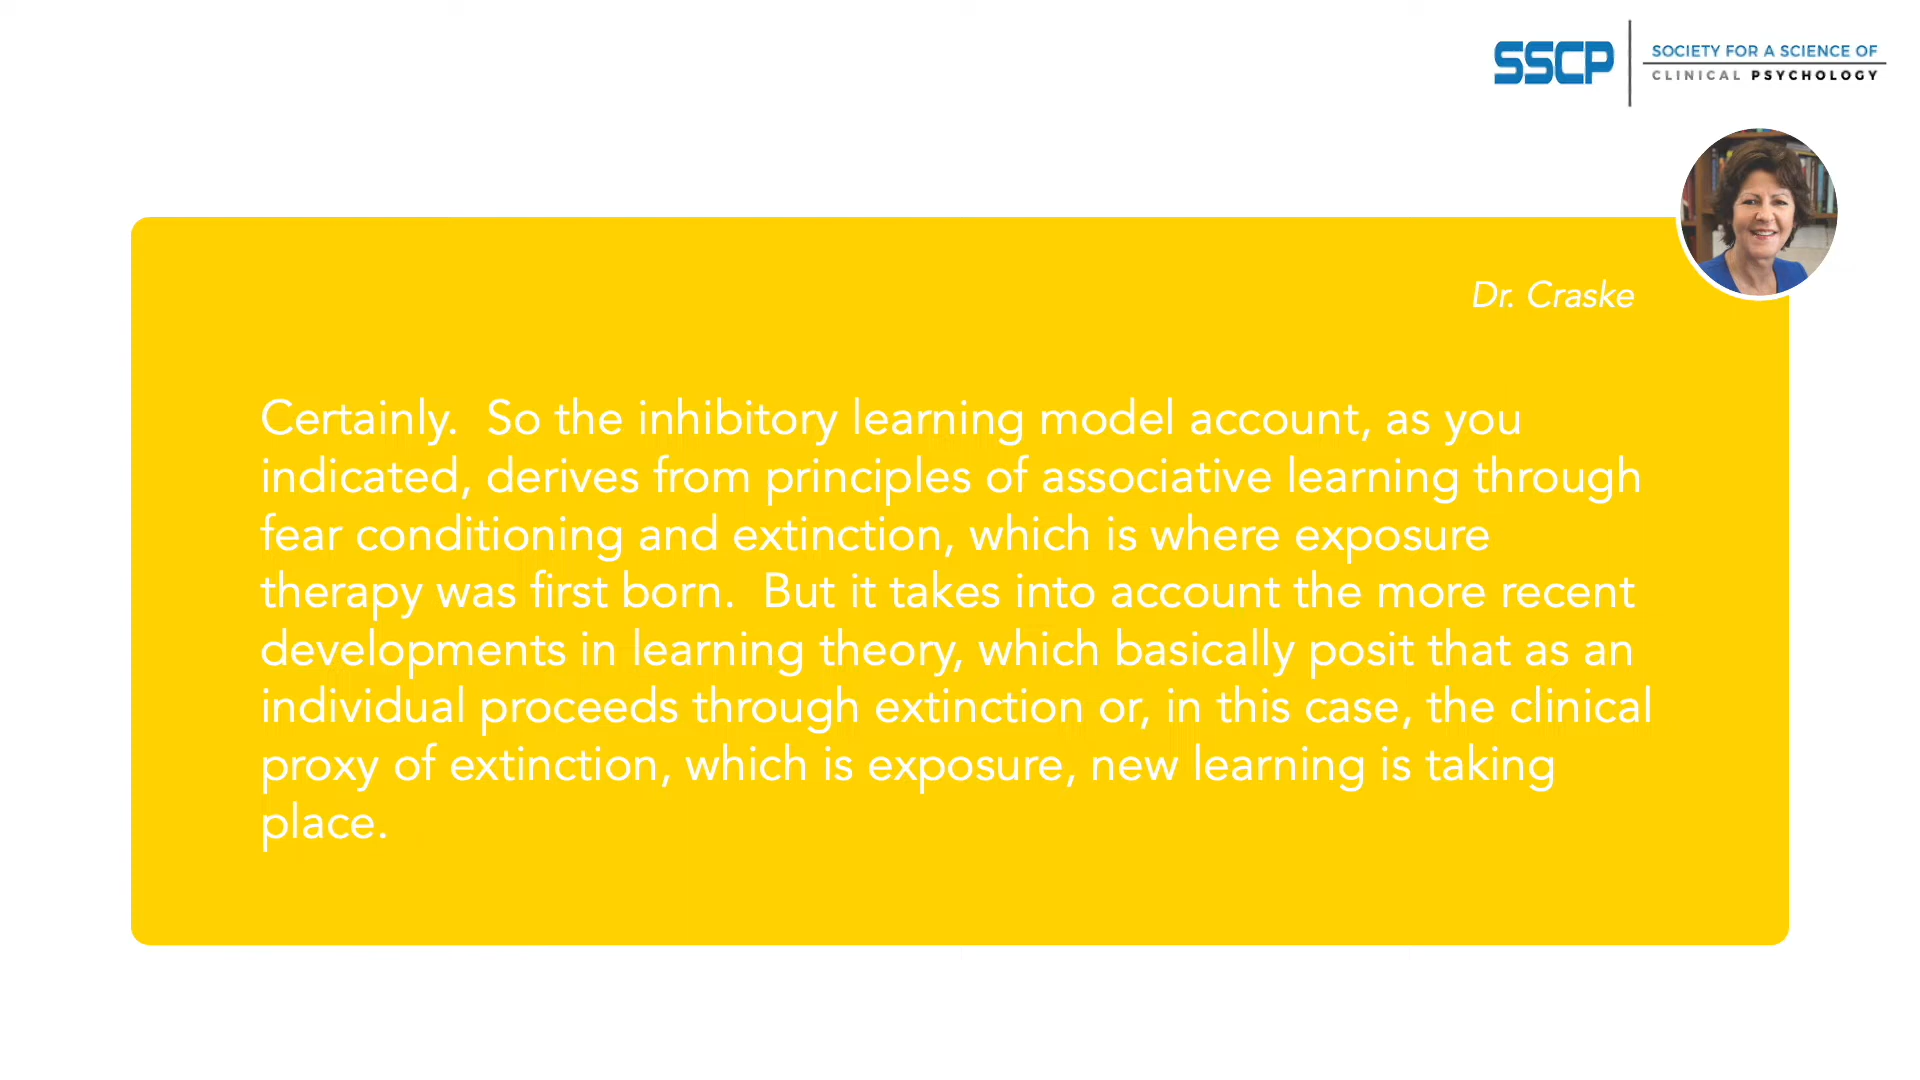 SSCP
SOCIETY FOR A SCIENCE OF
CLINICAL PSYCHOLOGY
Dr. Craske
Certainly.  So the inhibitory learning model account, as you
indicated, derives from principles of associative learning through
fear conditioning and extinction, which is where exposure
therapy was first born.  But it takes into account the more recent
developments in learning theory, which basically posit that as an
individual proceeds through extinction or, in this case, the clinical
proxy of extinction, which is exposure, new learning is taking
place.